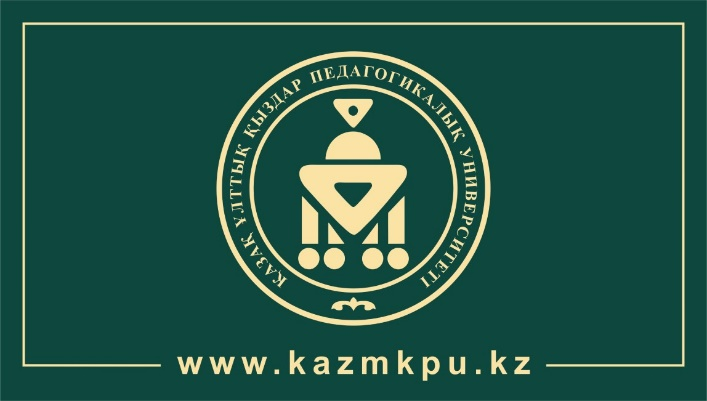 ҚАЗАҚ ҰЛТТЫҚ ҚЫЗДАР ПЕДАГОГИКАЛЫҚ УНИВЕРСИТЕТІ
www.kazmkpu.kz